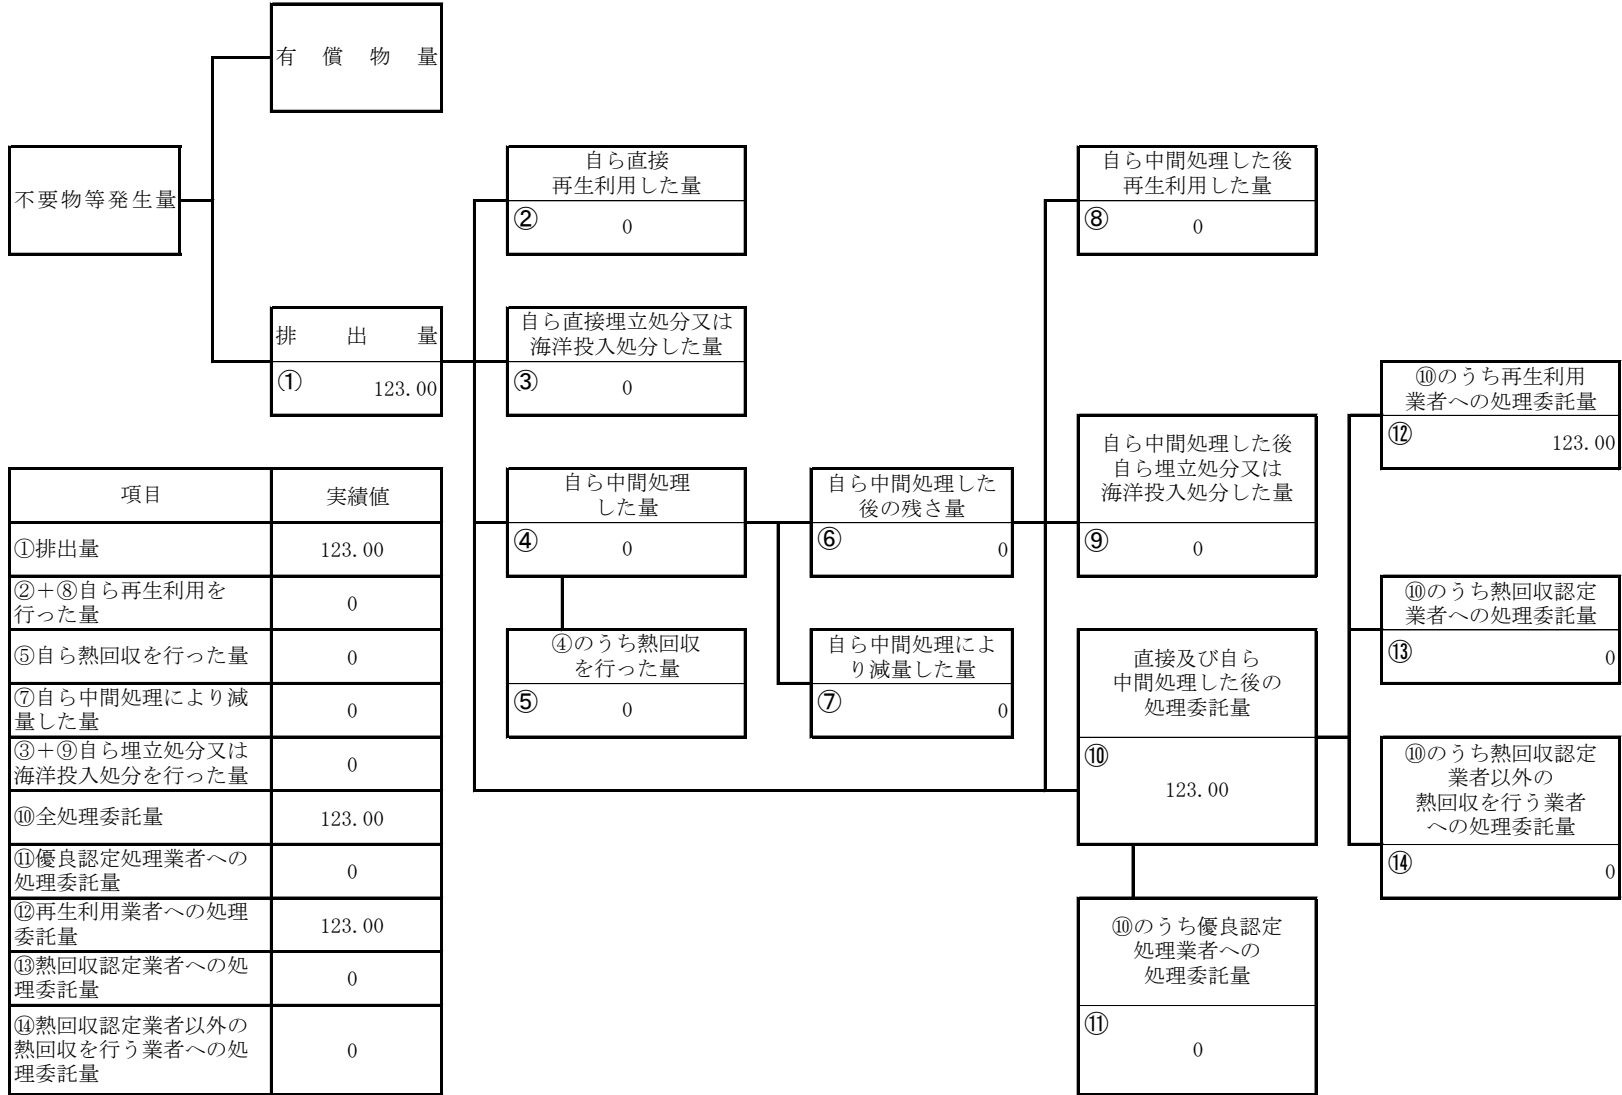 有償物量
不要物等発生量
排出量
① 123.00
自ら直接
再生利用した量
② 0
自ら直接埋立処分又は
海洋投入処分した量
③ 0
自ら中間処理
した量
④ 0
④のうち熱回収
を行った量
⑤ 0
自ら中間処理した
後の残さ量
⑥ 0
自ら中間処理によ
り減量した量
⑦ 0
自ら中間処理した後
再生利用した量
⑧ 0
自ら中間処理した後
自ら埋立処分又は
海洋投入処分した量
⑨ 0
直接及び自ら
中間処理した後の
処理委託量
⑩
123.00
⑩のうち優良認定
処理業者への
処理委託量
⑪
0
⑩のうち再生利用
業者への処理委託量
⑫ 123.00
⑩のうち熱回収認定
業者への処理委託量
⑬ 0
⑩のうち熱回収認定
業者以外の
熱回収を行う業者
への処理委託量
⑭ 0
項目 実績値
①排出量 123.00
②＋⑧自ら再生利用を
行った量 0
⑤自ら熱回収を行った量 0
⑦自ら中間処理により減
量した量 0
③＋⑨自ら埋立処分又は
海洋投入処分を行った量 0
⑩全処理委託量 123.00
⑪優良認定処理業者への
処理委託量 0
⑫再生利用業者への処理
委託量 123.00
⑬熱回収認定業者への処
理委託量 0
⑭熱回収認定業者以外の
熱回収を行う業者への処
理委託量 0